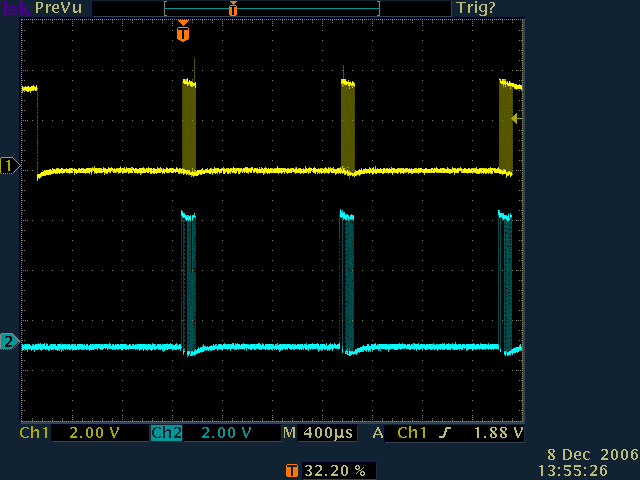 Tek PreVu Trig?
T
T
1
2
Ch1 2.00 V Ch2 2.00 V M 400µs A Ch1 1.88 V
8 Dec 2006
T 32.20 % 13:55:26